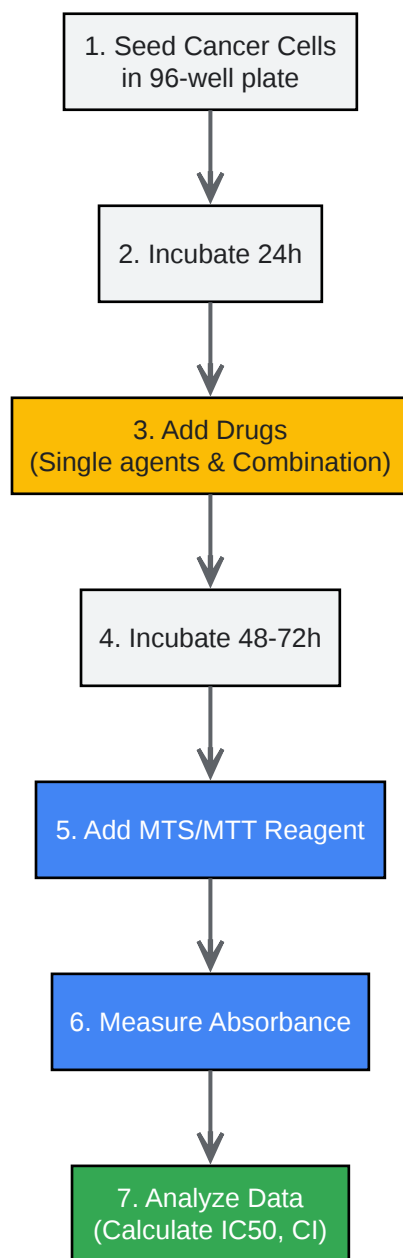 1. Seed Cancer Cells
in 96-well plate
2. Incubate 24h
3. Add Drugs
(Single agents & Combination)
4. Incubate 48-72h
5. Add MTS/MTT Reagent
6. Measure Absorbance
7. Analyze Data
(Calculate IC50, CI)